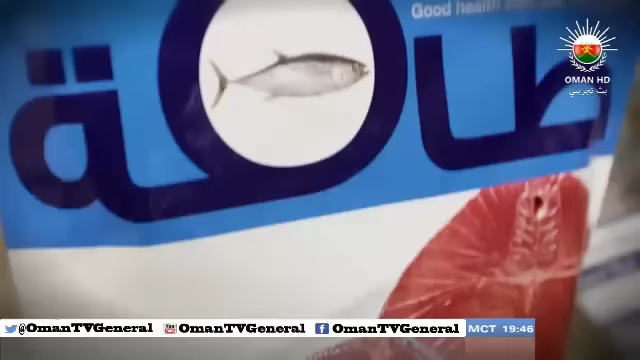 Good health
OMAN HD
بث تجريبي
طاقة
@OmanTVGeneral OmanTVGeneral OmanTVGeneral MCT 19:46